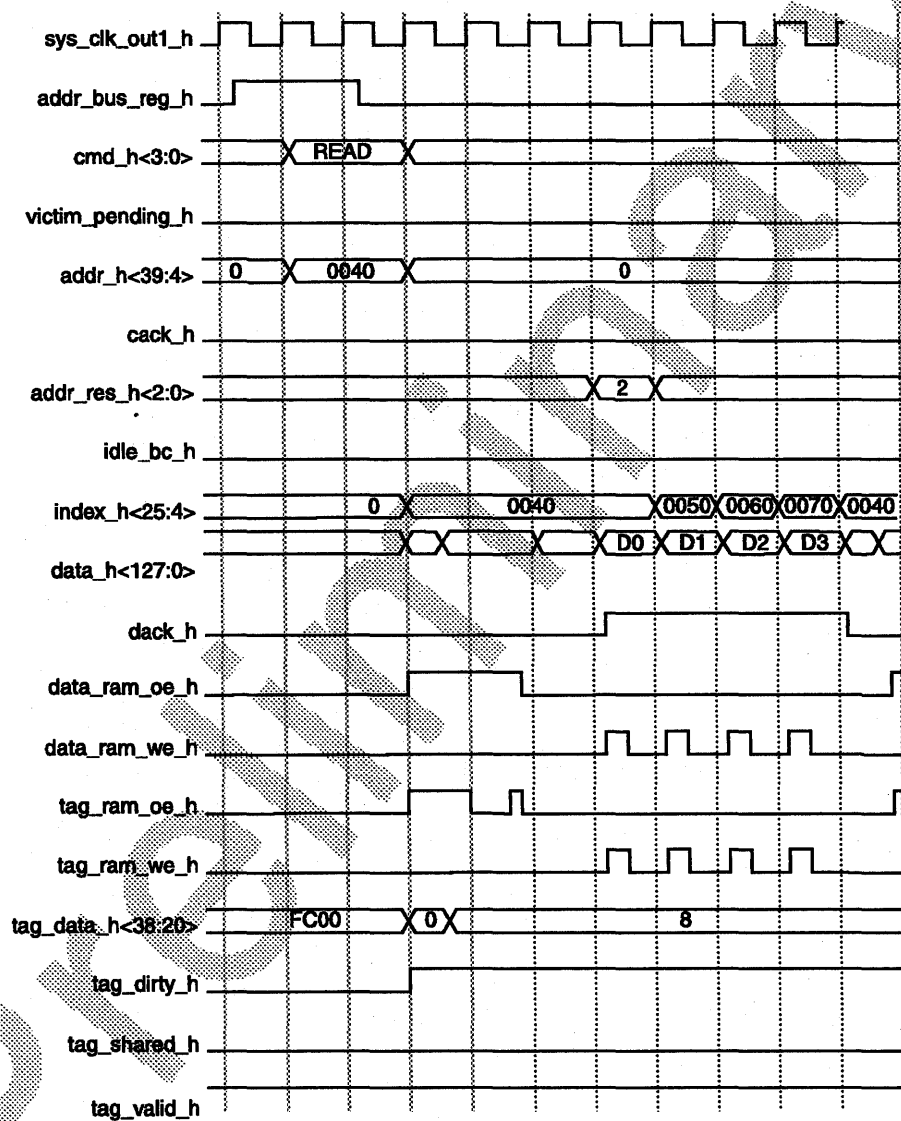 sys_clk_out1_h
addr_bus_reg_h
cmd_h<3:0> READ
victim_pending_h
addr_h<39:4> 0 0040 0
cack_h
addr_res_h<2:0> 2
idle_bc_h
index_h<25:4> 0 0040 0050 0060 0070 0040
D0 D1 D2 D3
data_h<127:0>
dack_h
data_ram_oe_h
data_ram_we_h
tag_ram_oe_h
tag_ram_we_h
tag_data_h<38:20> FC00 0 8
tag_dirty_h
tag_shared_h
tag_valid_h